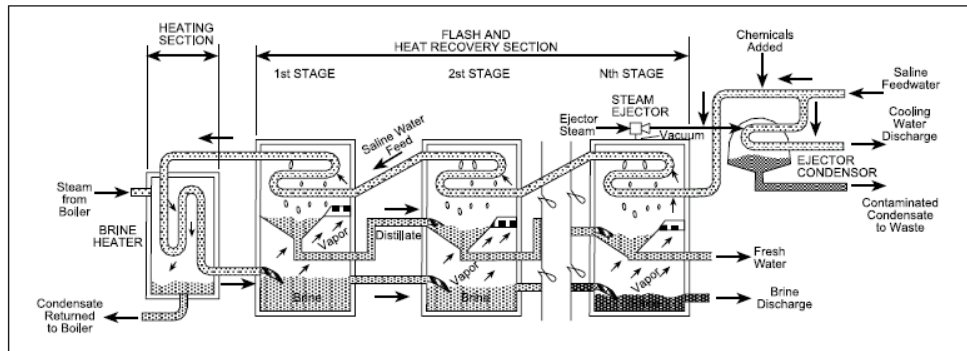 HEATING
SECTION
FLASH AND
HEAT RECOVERY SECTION
1st STAGE
2st STAGE
Nth STAGE
Chemicals
Added
Saline
Feedwater
STEAM
EJECTOR
Ejector
Steam
Vacuum
Cooling
Water
Discharge
EJECTOR
CONDENSOR
Saline Water
Feed
Steam
from
Boiler
BRINE
HEATER
Contaminated
Condensate
to Waste
Vapor
Distillate
Vapor
Vapor
Fresh
Water
Brine
Brine
Brine
Discharge
Condensate
Returned
to Boiler